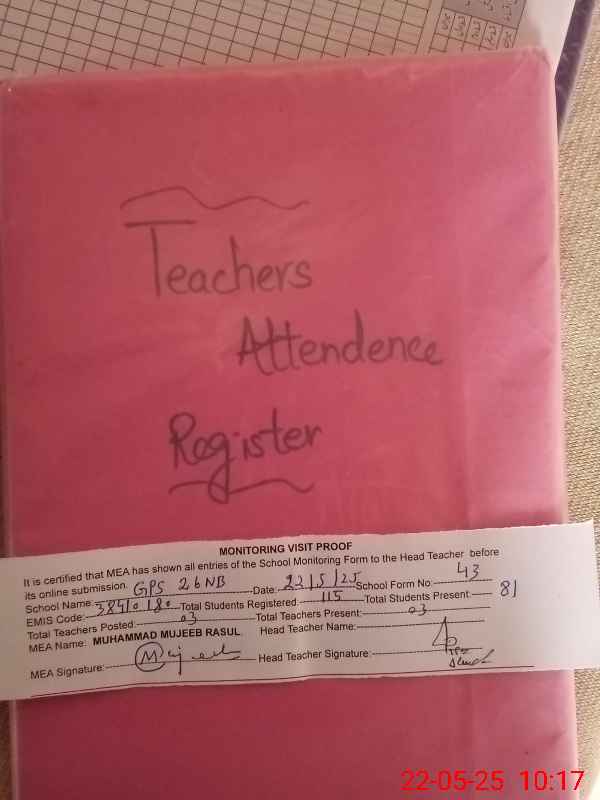 Teachers
Attendence
Register
MONITORING VISIT PROOF
It is certified that MEA has shown all entries of the School Monitoring Form to the Head Teacher before
its online submission.
School Name: GPS 26NB Date: 22/5/25 School Form No: 43
EMIS Code: 38410180 Total Students Registered: 115 Total Students Present: 81
Total Teachers Posted: 03 Total Teachers Present: 03
MEA Name: MUHAMMAD MUJEEB RASUL Head Teacher Name:
MEA Signature: Mujeeb Head Teacher Signature:
22-05-25 10:17